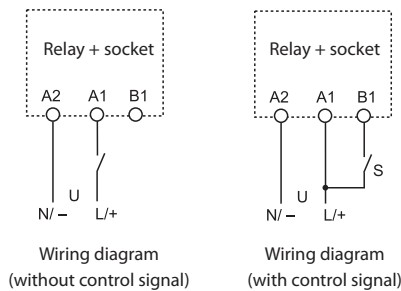 Relay + socket
A2 A1 B1
U
N/ – L/+
Wiring diagram
(without control signal)
Relay + socket
A2 A1 B1
S
U
N/ – L/+
Wiring diagram
(with control signal)